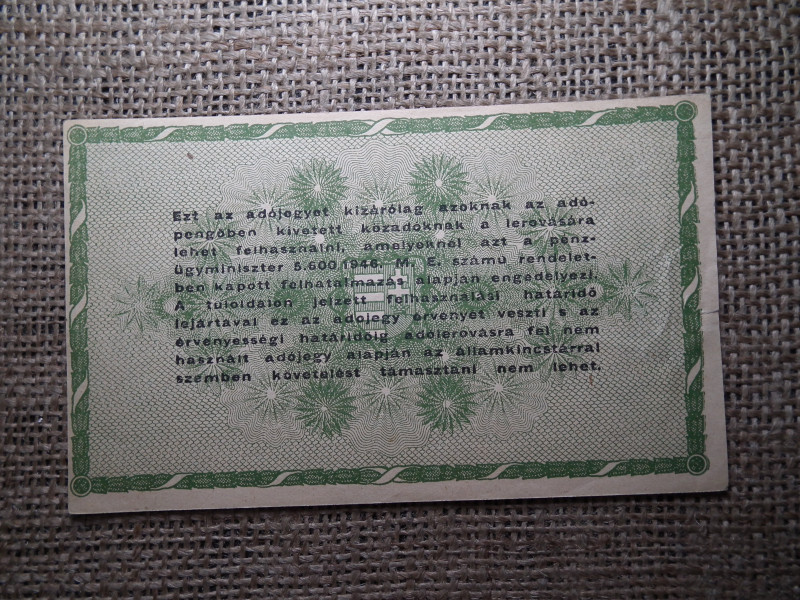 Ezt az adójegyet kizárólag azoknak az adó-
pengőben kivetett közadóknak a lerovására
lehet felhasználni, amelyoknél azt a pénz-
ügyminiszter 5.600/1946. M. E. számú rendelet-
ben kapott felhatalmazás alapján engedélyezi.
A túloldalon jelzett felhasználási határidő
lejártával ez az adójegy érvényét veszti s az
érvényességi határidőig adólerovásra fel nem
használt adójegy alapján az államkincstárral
szemben követelést támasztani nem lehet.